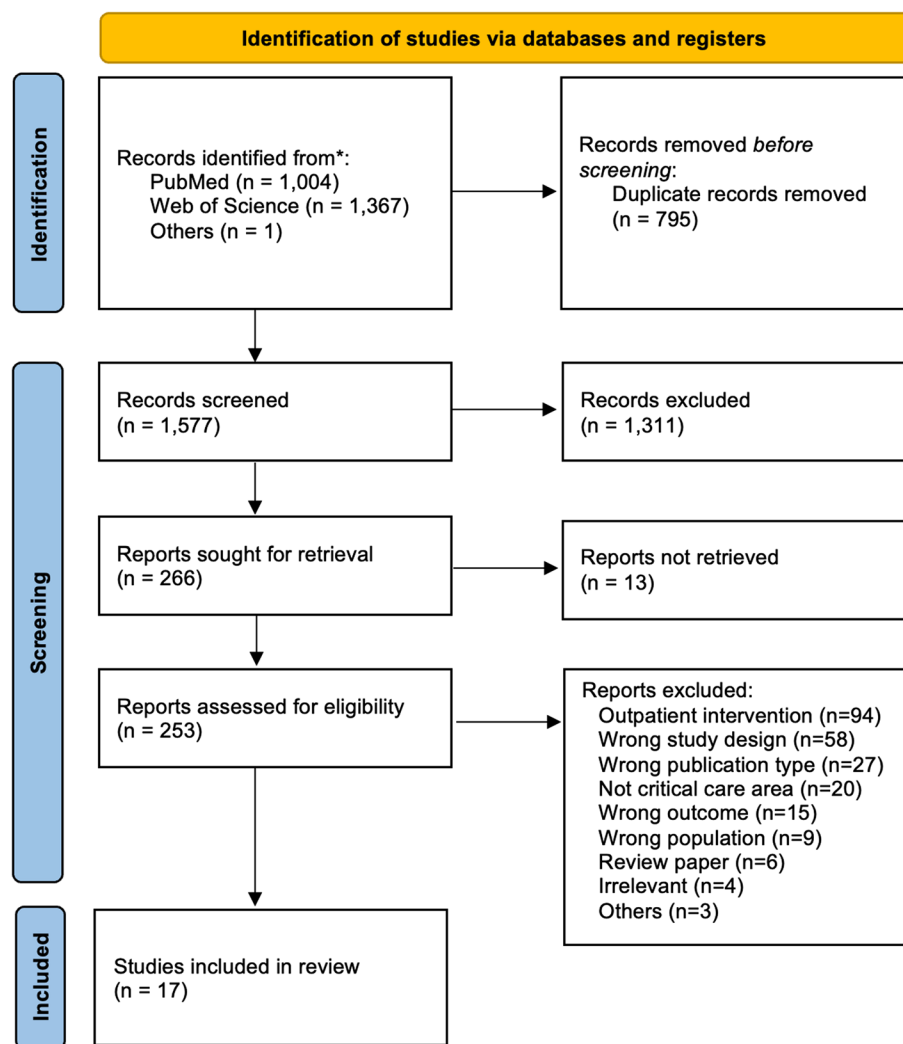 Identification of studies via databases and registers
Identification
Records identified from*:
PubMed (n = 1,004)
Web of Science (n = 1,367)
Others (n = 1)
Records removed before
screening:
Duplicate records removed
(n = 795)
Screening
Records screened
(n = 1,577)
Records excluded
(n = 1,311)
Reports sought for retrieval
(n = 266)
Reports not retrieved
(n = 13)
Reports assessed for eligibility
(n = 253)
Reports excluded:
Outpatient intervention (n=94)
Wrong study design (n=58)
Wrong publication type (n=27)
Not critical care area (n=20)
Wrong outcome (n=15)
Wrong population (n=9)
Review paper (n=6)
Irrelevant (n=4)
Others (n=3)
Included
Studies included in review
(n = 17)